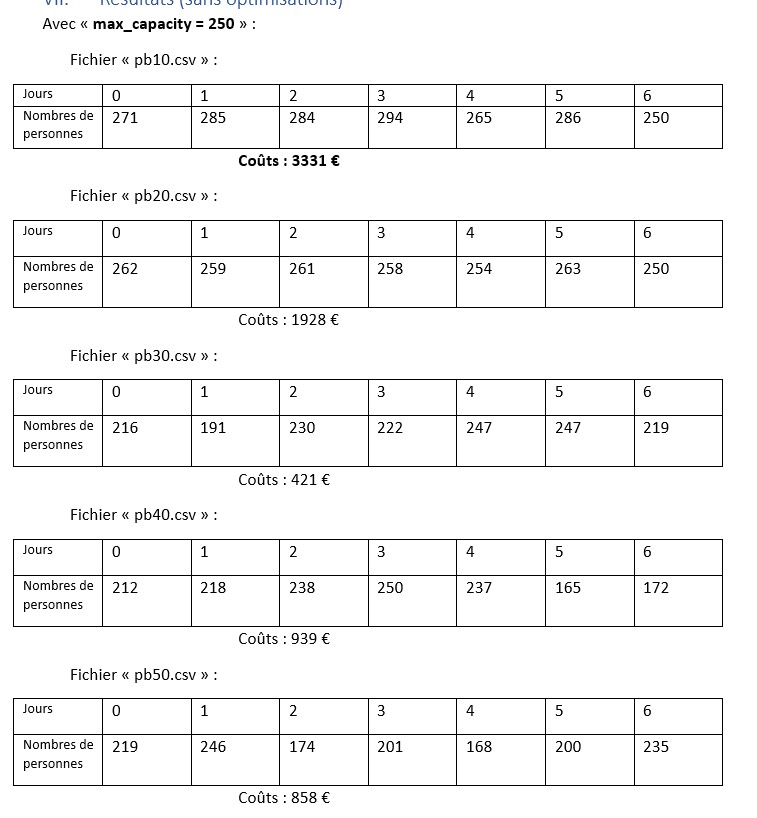 VII. Résultats (sans optimisations)
Avec « max_capacity = 250 » :
Fichier « pb10.csv » :
Jours 0 1 2 3 4 5 6
Nombres de personnes 271 285 284 294 265 286 250
Coûts : 3331 €
Fichier « pb20.csv » :
Jours 0 1 2 3 4 5 6
Nombres de personnes 262 259 261 258 254 263 250
Coûts : 1928 €
Fichier « pb30.csv » :
Jours 0 1 2 3 4 5 6
Nombres de personnes 216 191 230 222 247 247 219
Coûts : 421 €
Fichier « pb40.csv » :
Jours 0 1 2 3 4 5 6
Nombres de personnes 212 218 238 250 237 165 172
Coûts : 939 €
Fichier « pb50.csv » :
Jours 0 1 2 3 4 5 6
Nombres de personnes 219 246 174 201 168 200 235
Coûts : 858 €